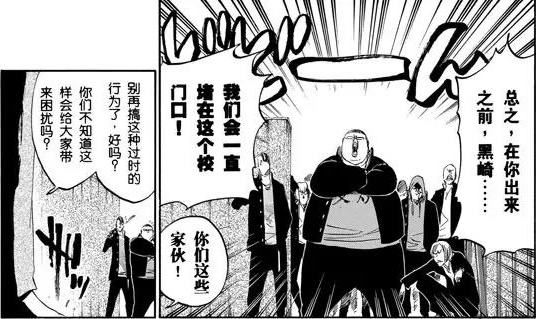 总之，在你出来
之前，黑崎……
我们会一直
堵在这个校
门口！
你们这些
家伙！
别再搞这种过时的
行为了，好吗？
你们不知道这
样会给大家带
来困扰吗？